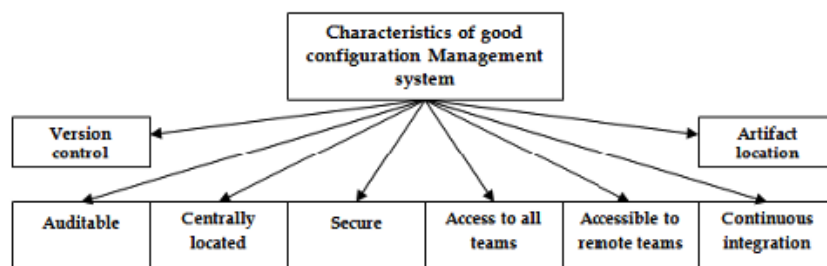 Characteristics of good
configuration Management
system
Version
control
Artifact
location
Auditable
Centrally
located
Secure
Access to all
teams
Accessible to
remote teams
Continuous
integration